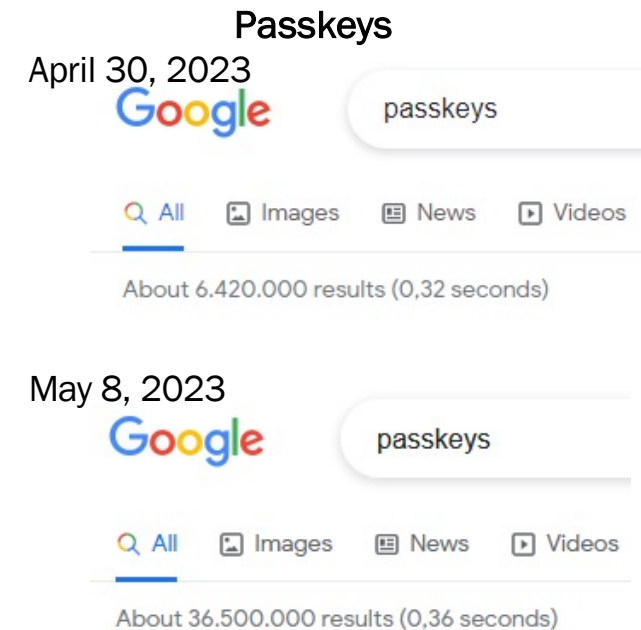 Passkeys
April 30, 2023
Google passkeys
All Images News Videos
About 6.420.000 results (0,32 seconds)
May 8, 2023
Google passkeys
All Images News Videos
About 36.500.000 results (0,36 seconds)